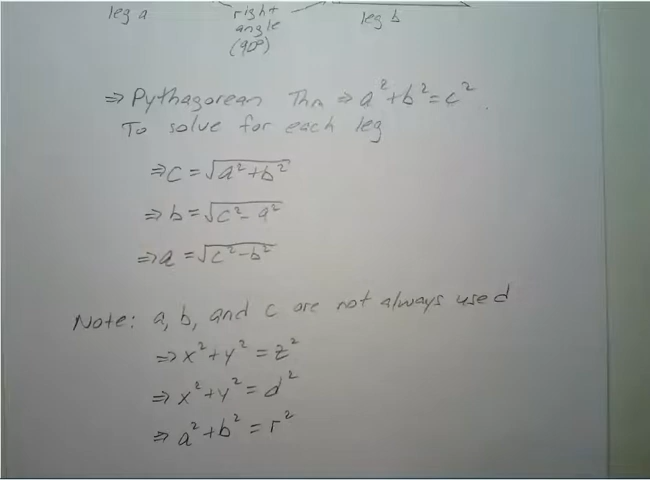 leg a
right
angle
(90°)
leg b
⇒ Pythagorean Thm ⇒ a²+b²=c²
To solve for each leg
⇒ c = √(a²+b²)
⇒ b = √(c²-a²)
⇒ a = √(c²-b²)
Note: a, b, and c are not always used
⇒ x²+y² = z²
⇒ x²+y² = d²
⇒ a²+b² = r²